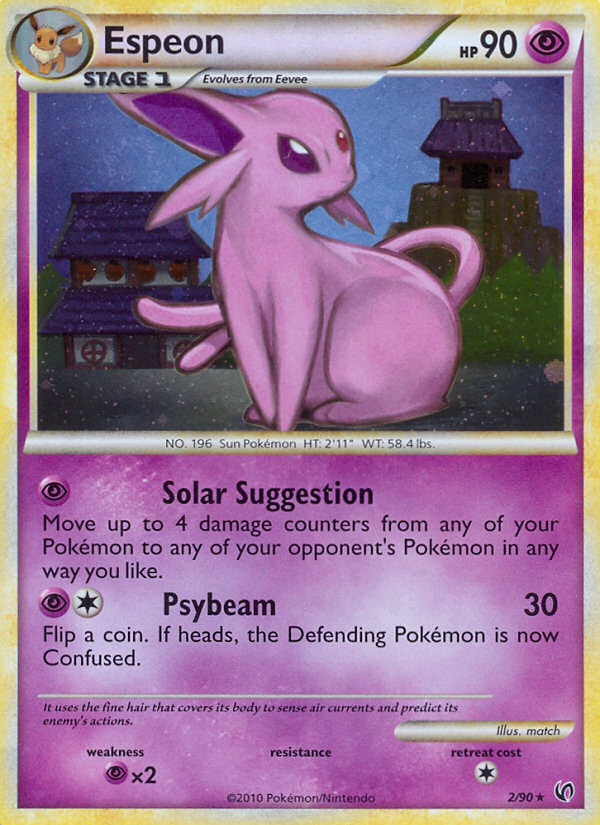 Espeon
HP 90
STAGE 1
Evolves from Eevee
NO. 196 Sun Pokémon HT: 2'11" WT: 58.4 lbs.
Solar Suggestion
Move up to 4 damage counters from any of your
Pokémon to any of your opponent's Pokémon in any
way you like.
Psybeam 30
Flip a coin. If heads, the Defending Pokémon is now
Confused.
It uses the fine hair that covers its body to sense air currents and predict its
enemy's actions.
Illus. match
weakness resistance retreat cost
×2
©2010 Pokémon/Nintendo 2/90 ★